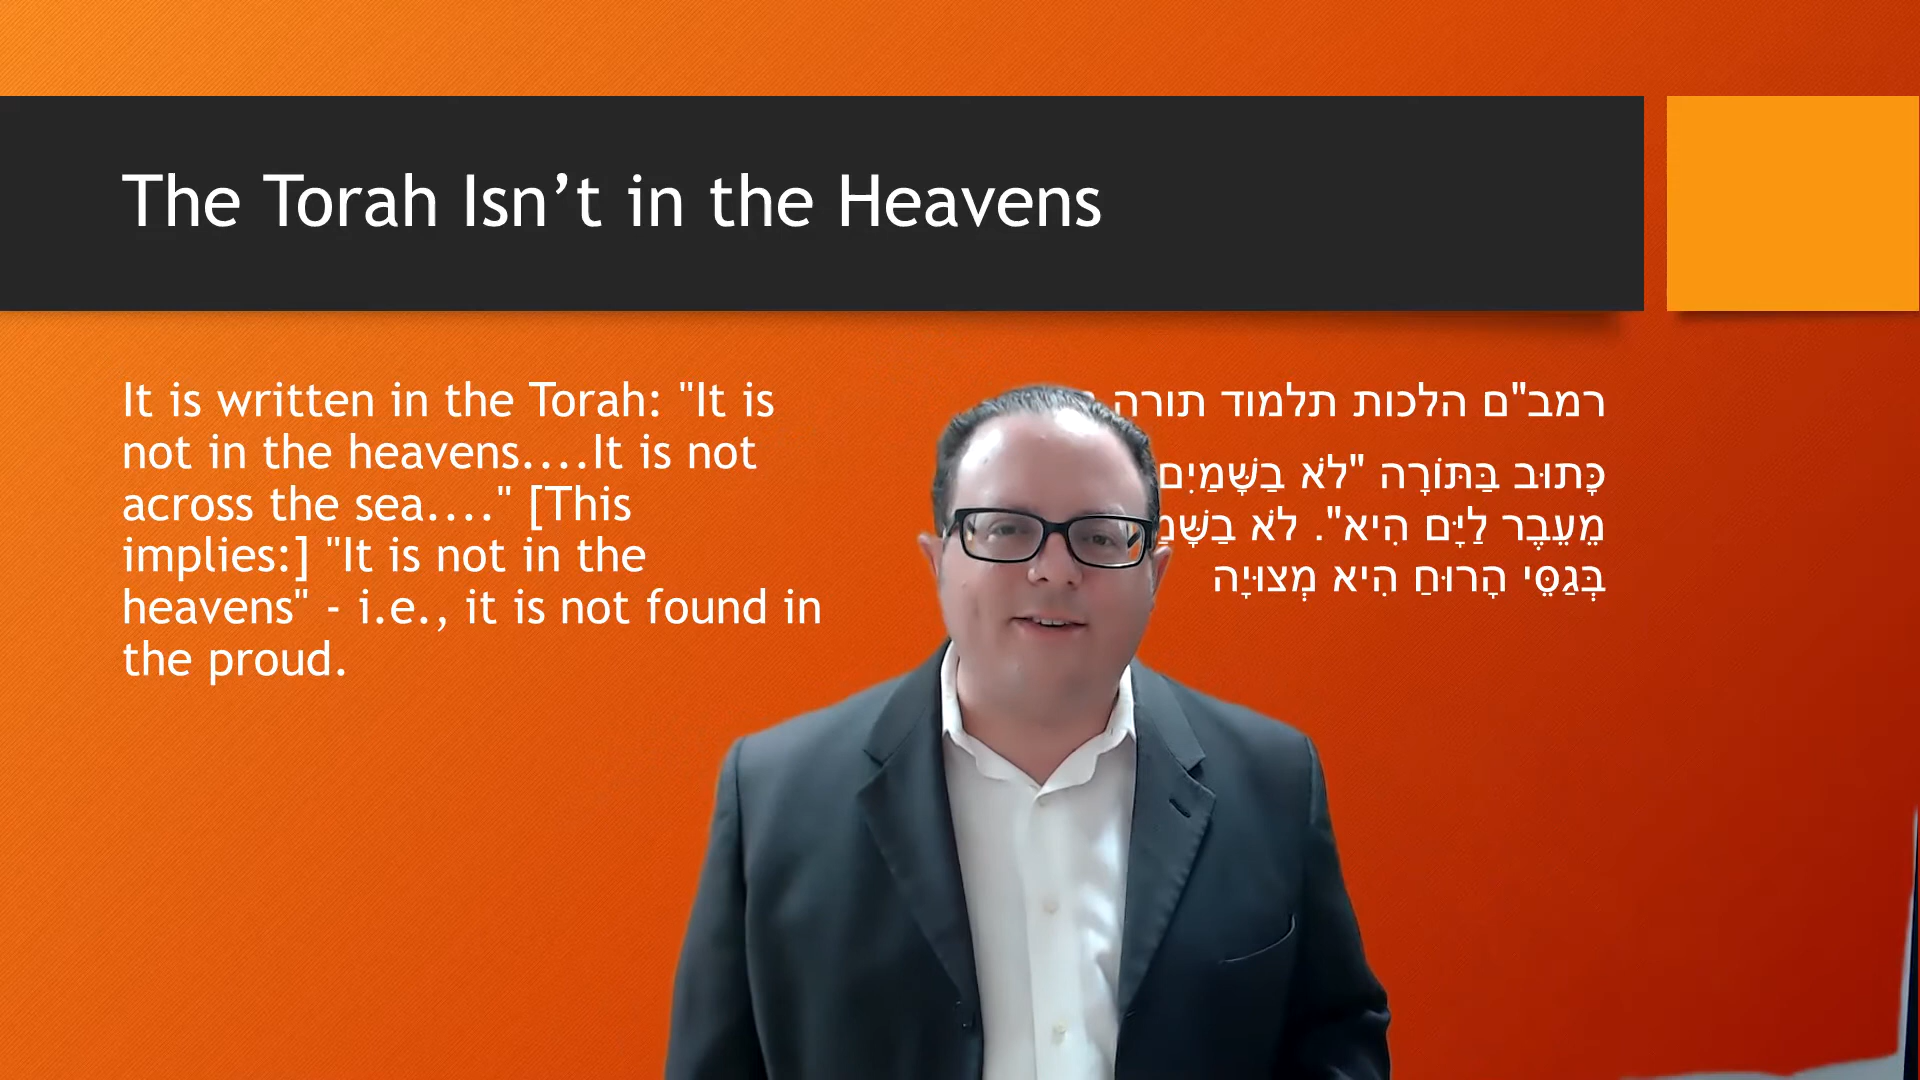 The Torah Isn’t in the Heavens
It is written in the Torah: "It is
not in the heavens....It is not
across the sea...." [This
implies:] "It is not in the
heavens" - i.e., it is not found in
the proud.
רמב"ם הלכות תלמוד תורה
כָּתוּב בַּתּוֹרָה "לֹא בַשָּׁמַיִם
מֵעֵבֶר לַיָּם הִיא". לֹא
בְּגַסֵּי הָרוּחַ הִיא מְצוּיָה